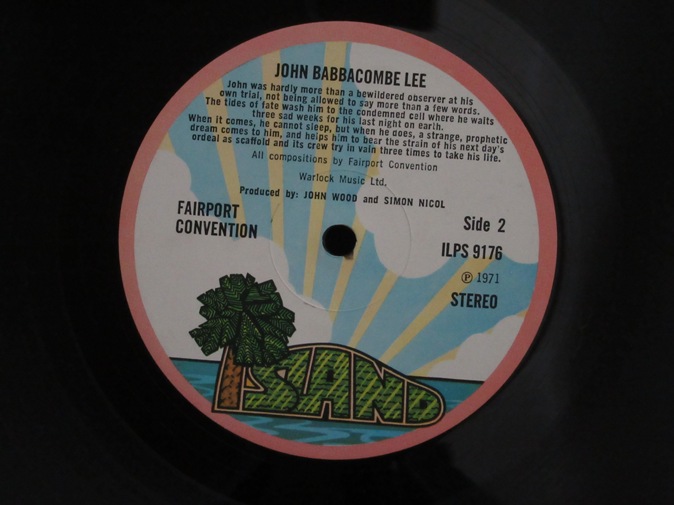 JOHN BABBACOMBE LEE
John was hardly more than a bewildered observer at his
own trial, not being allowed to say more than a few words.
The tides of fate wash him to the condemned cell where he waits
three sad weeks for his last night on earth.
When it comes, he cannot sleep, but when he does, a strange, prophetic
dream comes to him, and helps him to bear the strain of his next day's
ordeal as scaffold and its crew try in vain three times to take his life.
All compositions by Fairport Convention
Warlock Music Ltd.
Produced by: JOHN WOOD and SIMON NICOL
FAIRPORT
CONVENTION
Side 2
ILPS 9176
Ⓟ 1971
STEREO
ISLAND